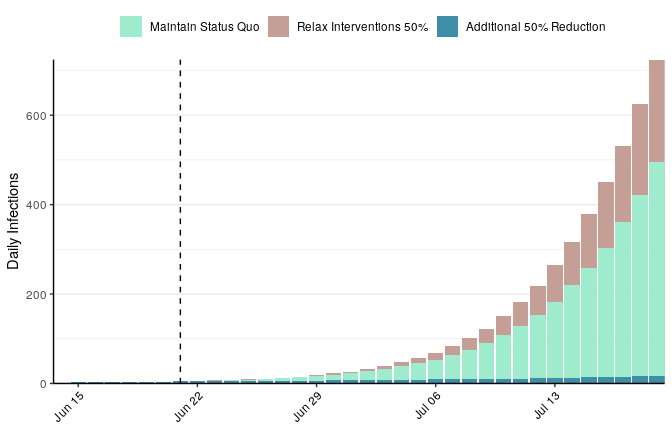 Maintain Status Quo Relax Interventions 50% Additional 50% Reduction
Daily Infections
600
400
200
0
Jun 15
Jun 22
Jun 29
Jul 06
Jul 13